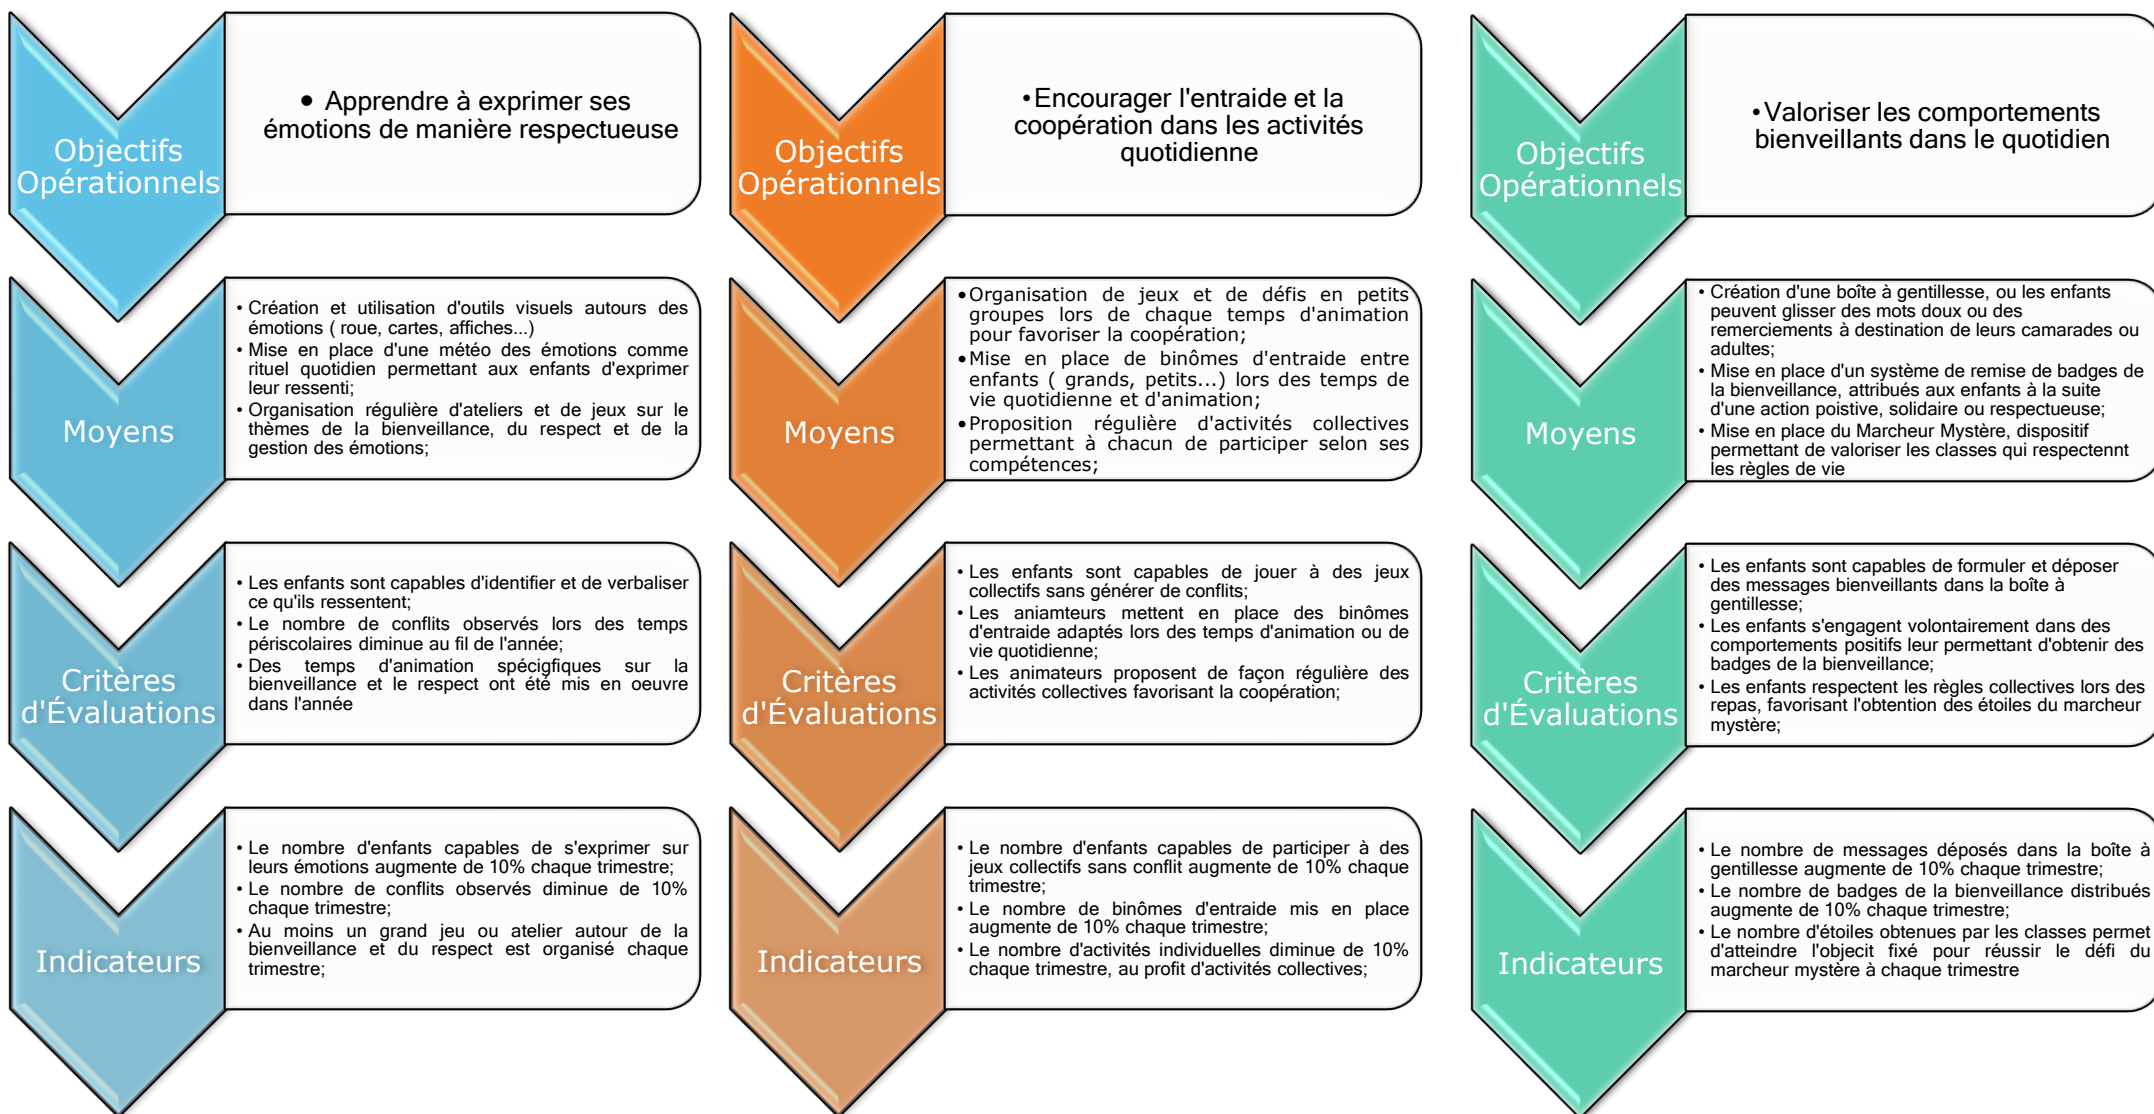 Objectifs
Opérationnels
• Apprendre à exprimer ses
émotions de manière respectueuse
Moyens
• Création et utilisation d'outils visuels autours des
émotions ( roue, cartes, affiches...)
• Mise en place d'une météo des émotions comme
rituel quotidien permettant aux enfants d'exprimer
leur ressenti;
• Organisation régulière d'ateliers et de jeux sur le
thèmes de la bienveillance, du respect et de la
gestion des émotions;
Critères
d'Évaluations
• Les enfants sont capables d'identifier et de verbaliser
ce qu'ils ressentent;
• Le nombre de conflits observés lors des temps
périscolaires diminue au fil de l'année;
• Des temps d'animation spécigfiques sur la
bienveillance et le respect ont été mis en oeuvre
dans l'année
Indicateurs
• Le nombre d'enfants capables de s'exprimer sur
leurs émotions augmente de 10% chaque trimestre;
• Le nombre de conflits observés diminue de 10%
chaque trimestre;
• Au moins un grand jeu ou atelier autour de la
bienveillance et du respect est organisé chaque
trimestre;
Objectifs
Opérationnels
• Encourager l'entraide et la
coopération dans les activités
quotidienne
Moyens
• Organisation de jeux et de défis en petits
groupes lors de chaque temps d'animation
pour favoriser la coopération;
• Mise en place de binômes d'entraide entre
enfants ( grands, petits...) lors des temps de
vie quotidienne et d'animation;
• Proposition régulière d'activités collectives
permettant à chacun de participer selon ses
compétences;
Critères
d'Évaluations
• Les enfants sont capables de jouer à des jeux
collectifs sans générer de conflits;
• Les aniamteurs mettent en place des binômes
d'entraide adaptés lors des temps d'animation ou de
vie quotidienne;
• Les animateurs proposent de façon régulière des
activités collectives favorisant la coopération;
Indicateurs
• Le nombre d'enfants capables de participer à des
jeux collectifs sans conflit augmente de 10% chaque
trimestre;
• Le nombre de binômes d'entraide mis en place
augmente de 10% chaque trimestre;
• Le nombre d'activités individuelles diminue de 10%
chaque trimestre, au profit d'activités collectives;
Objectifs
Opérationnels
• Valoriser les comportements
bienveillants dans le quotidien
Moyens
• Création d'une boîte à gentillesse, ou les enfants
peuvent glisser des mots doux ou des
remerciements à destination de leurs camarades ou
adultes;
• Mise en place d'un système de remise de badges de
la bienveillance, attribués aux enfants à la suite
d'une action poistive, solidaire ou respectueuse;
• Mise en place du Marcheur Mystère, dispositif
permettant de valoriser les classes qui respectennt
les règles de vie
Critères
d'Évaluations
• Les enfants sont capables de formuler et déposer
des messages bienveillants dans la boîte à
gentillesse;
• Les enfants s'engagent volontairement dans des
comportements positifs leur permettant d'obtenir des
badges de la bienveillance;
• Les enfants respectent les règles collectives lors des
repas, favorisant l'obtention des étoiles du marcheur
mystère;
Indicateurs
• Le nombre de messages déposés dans la boîte à
gentillesse augmente de 10% chaque trimestre;
• Le nombre de badges de la bienveillance distribués
augmente de 10% chaque trimestre;
• Le nombre d'étoiles obtenues par les classes permet
d'atteindre l'objecit fixé pour réussir le défi du
marcheur mystère à chaque trimestre